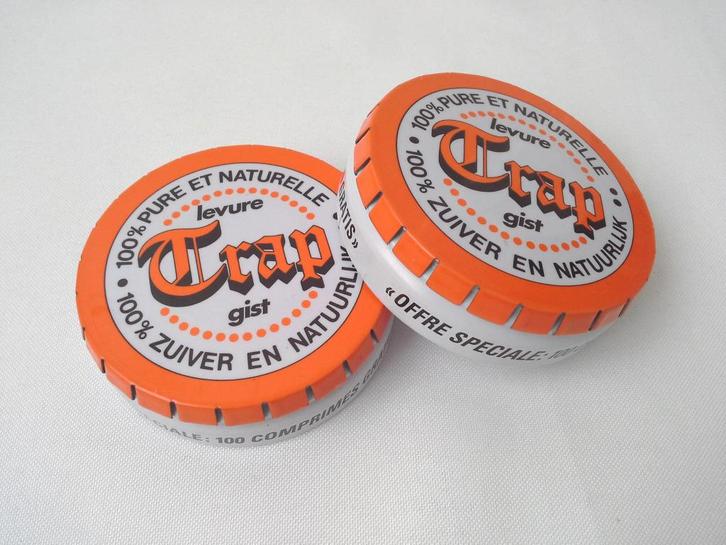 100% PURE ET NATURELLE
levure
Trap
gist
100% ZUIVER EN NATUURLIJK
100 COMPRIMES
100% PURE ET NATURELLE
levure
Trap
gist
100% ZUIVER EN NATUURLIJK
GRATIS»
«OFFRE SPECIALE: